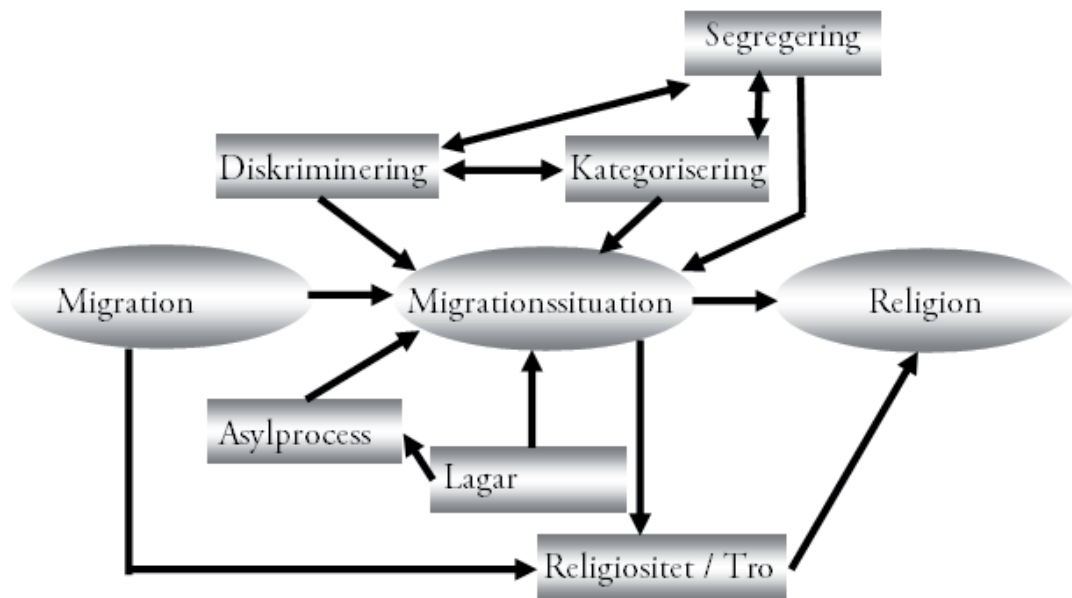 Segregering
Diskriminering
Kategorisering
Migration
Migrationssituation
Religion
Asylprocess
Lagar
Religiositet / Tro